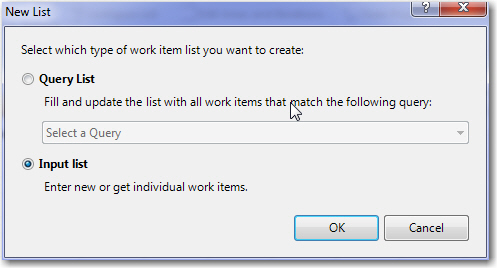 New List
Select which type of work item list you want to create:
Query List
Fill and update the list with all work items that match the following query:
Select a Query
Input list
Enter new or get individual work items.
OK
Cancel